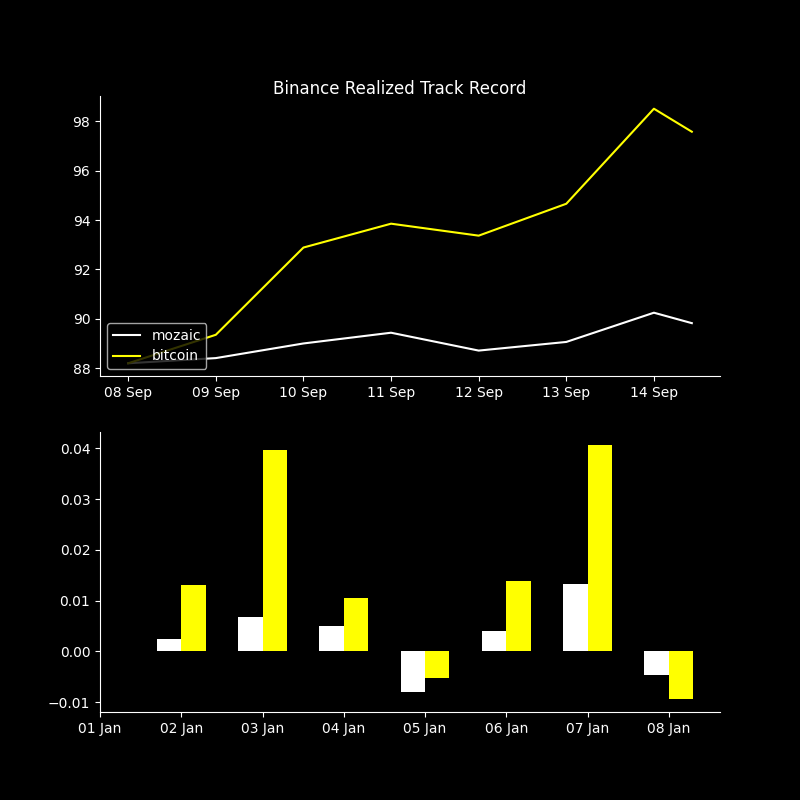 Binance Realized Track Record
98
96
94
92
90
88
mozaic
bitcoin
08 Sep 09 Sep 10 Sep 11 Sep 12 Sep 13 Sep 14 Sep
0.04
0.03
0.02
0.01
0.00
−0.01
01 Jan 02 Jan 03 Jan 04 Jan 05 Jan 06 Jan 07 Jan 08 Jan